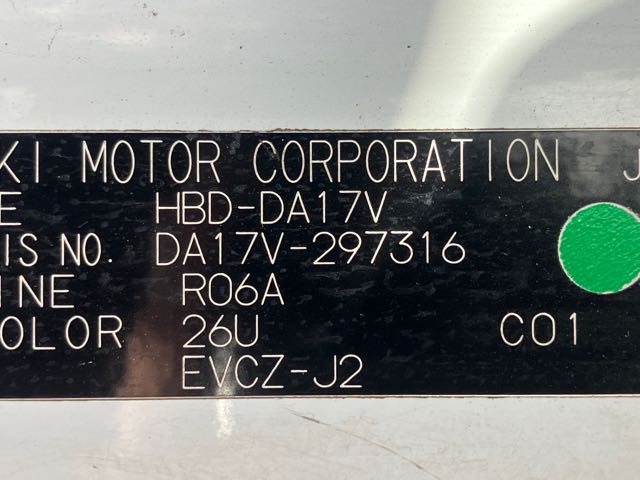 KI MOTOR CORPORATION J
E HBD-DA17V
IS NO. DA17V-297316
INE R06A
OLOR 26U C01
EVCZ-J2